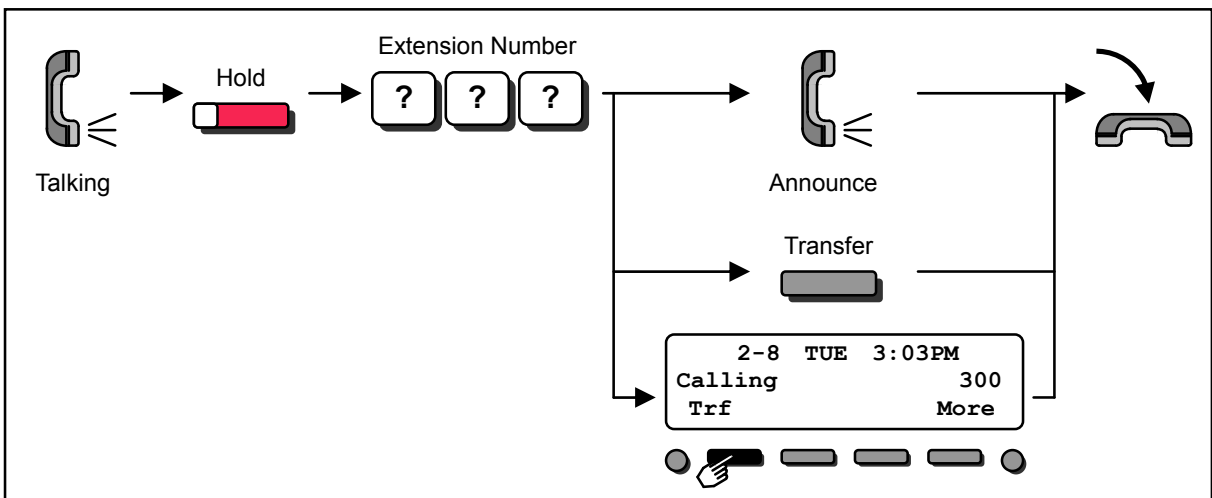 Extension Number
Hold
? ? ?
Talking
Announce
Transfer
2-8 TUE 3:03PM
Calling 300
Trf More